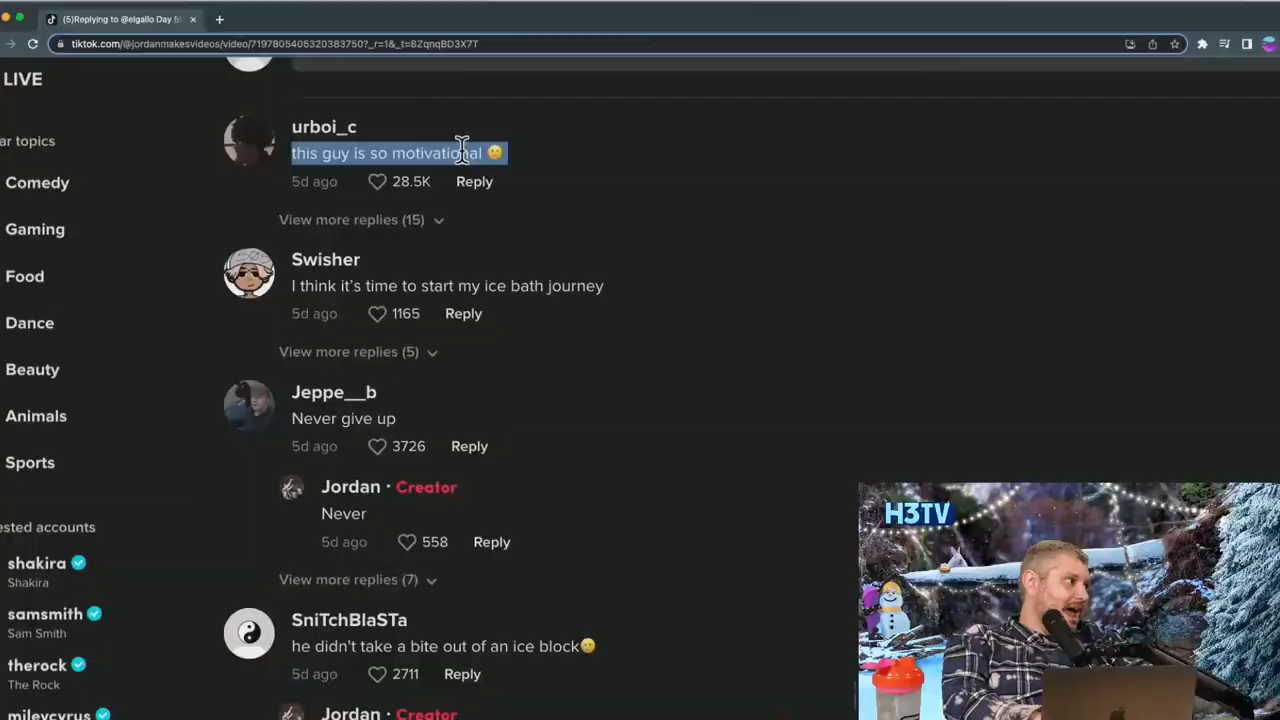 (5)Replying to @elgallo Day 5
tiktok.com/@jordanmakesvideos/video/7197805405320383750?_r=1&_t=8ZqnqBD3X7T
LIVE
ar topics
Comedy
Gaming
Food
Dance
Beauty
Animals
Sports
ested accounts
shakira
Shakira
samsmith
Sam Smith
therock
The Rock
mileycyrus
urboi_c
this guy is so motivational 🥲
5d ago 28.5K Reply
View more replies (15)
Swisher
I think it's time to start my ice bath journey
5d ago 1165 Reply
View more replies (5)
Jeppe__b
Never give up
5d ago 3726 Reply
Jordan · Creator
Never
5d ago 558 Reply
View more replies (7)
SniTchBlaSTa
he didn't take a bite out of an ice block🥲
5d ago 2711 Reply
Jordan · Creator
H3TV